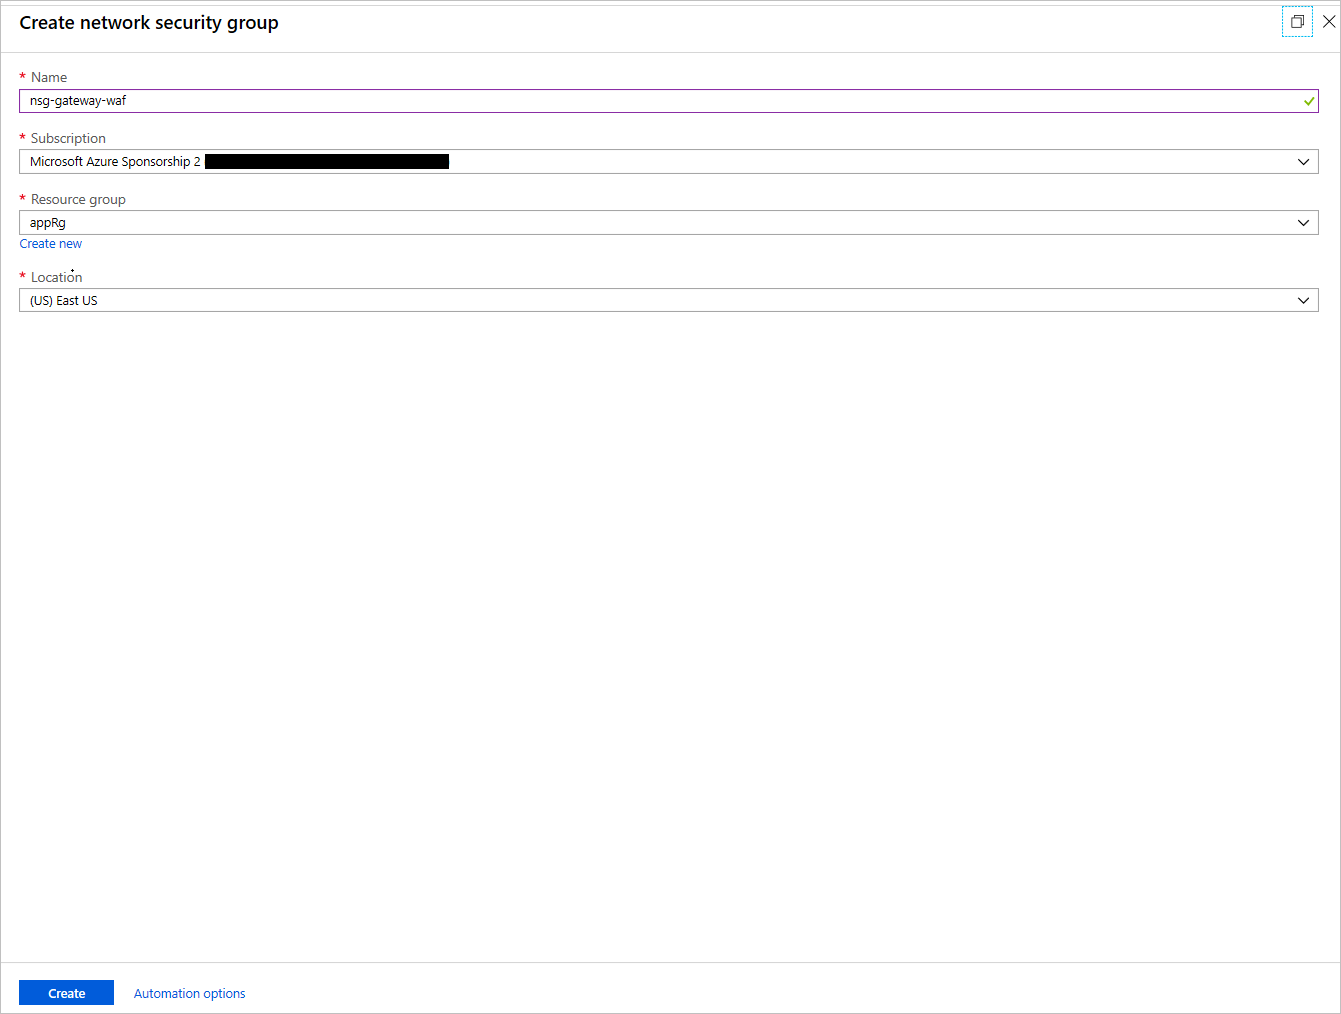 Create network security group
* Name
nsg-gateway-waf
* Subscription
Microsoft Azure Sponsorship 2
* Resource group
appRg
Create new
* Location
(US) East US
Create
Automation options